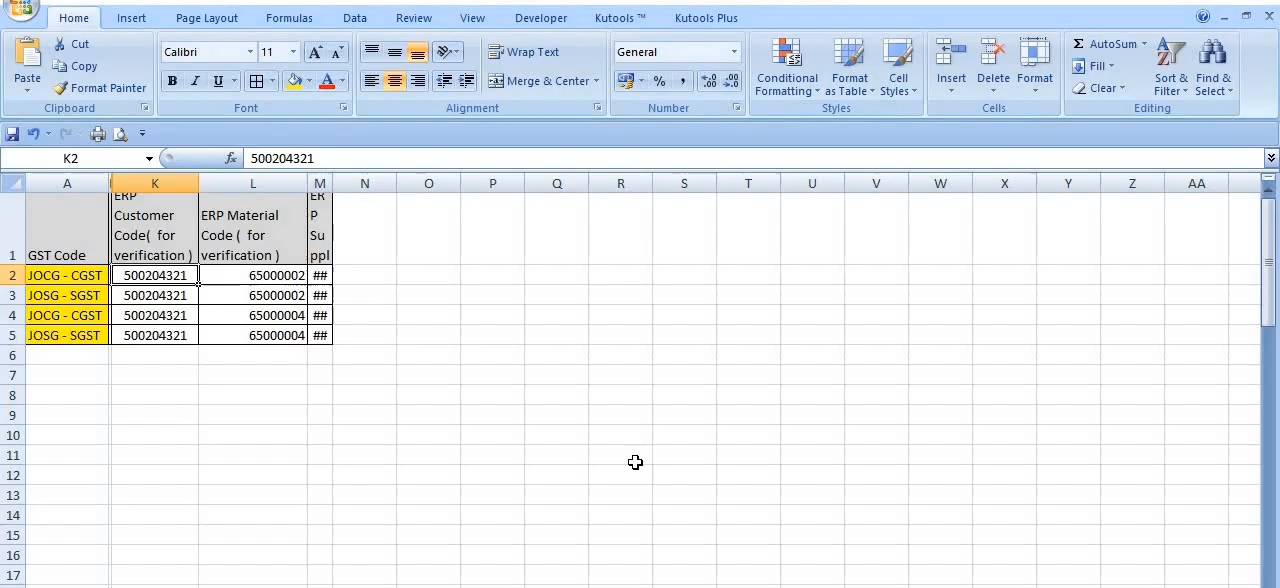 Home Insert Page Layout Formulas Data Review View Developer Kutools ™ Kutools Plus
Paste
Cut
Copy
Format Painter
Clipboard
Calibri 11
B I U
Font
Wrap Text
Merge & Center
Alignment
General
%
Number
Conditional Formatting
Format as Table
Cell Styles
Styles
Insert Delete Format
Cells
Σ AutoSum
Fill
Clear
Sort & Filter
Find & Select
Editing
K2 fx 500204321
A K L M N O P Q R S T U V W X Y Z AA
1 GST Code
ERP
Customer
Code( for
verification )
ERP Material
Code ( for
verification )
ER
P
Su
ppl
2 JOCG - CGST 500204321 65000002 ##
3 JOSG - SGST 500204321 65000002 ##
4 JOCG - CGST 500204321 65000004 ##
5 JOSG - SGST 500204321 65000004 ##
6
7
8
9
10
11
12
13
14
15
16
17